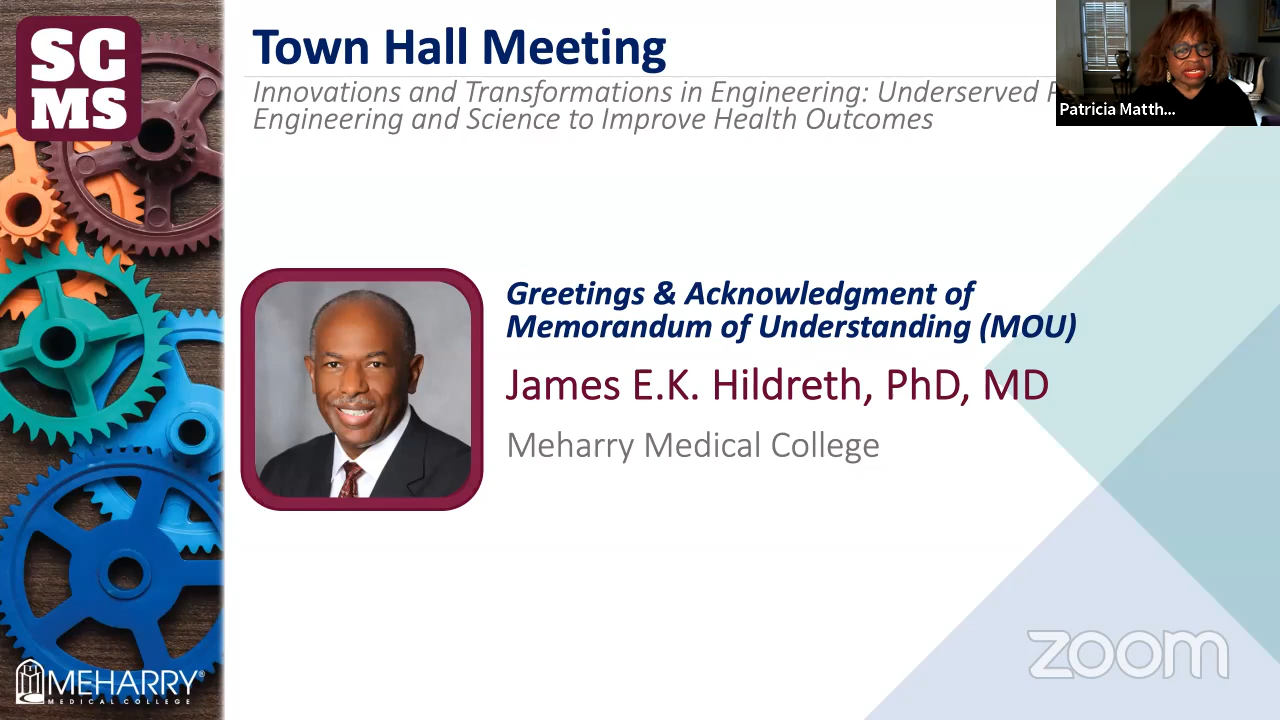 SC
MS
Town Hall Meeting
Innovations and Transformations in Engineering: Underserved
Engineering and Science to Improve Health Outcomes
Patricia Matth...
Greetings & Acknowledgment of
Memorandum of Understanding (MOU)
James E.K. Hildreth, PhD, MD
Meharry Medical College
MEHARRY®
MEDICAL COLLEGE
zoom